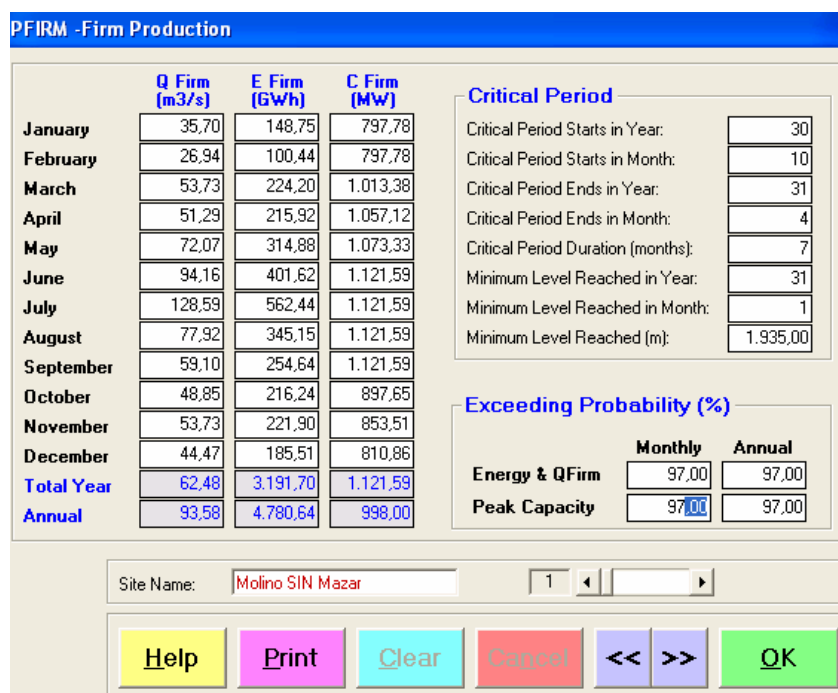 PFIRM -Firm Production
Q Firm (m3/s) E Firm (GWh) C Firm (MW)
January 35,70 148,75 797,78
February 26,94 100,44 797,78
March 53,73 224,20 1.013,38
April 51,29 215,92 1.057,12
May 72,07 314,88 1.073,33
June 94,16 401,62 1.121,59
July 128,59 562,44 1.121,59
August 77,92 345,15 1.121,59
September 59,10 254,64 1.121,59
October 48,85 216,24 897,65
November 53,73 221,90 853,51
December 44,47 185,51 810,86
Total Year 62,48 3.191,70 1.121,59
Annual 93,58 4.780,64 998,00
Critical Period
Critical Period Starts in Year: 30
Critical Period Starts in Month: 10
Critical Period Ends in Year: 31
Critical Period Ends in Month: 4
Critical Period Duration (months): 7
Minimum Level Reached in Year: 31
Minimum Level Reached in Month: 1
Minimum Level Reached (m): 1.935,00
Exceeding Probability (%)
Monthly Annual
Energy & QFirm 97,00 97,00
Peak Capacity 97,00 97,00
Site Name: Molino SIN Mazar 1
Help Print Clear Cancel << >> OK